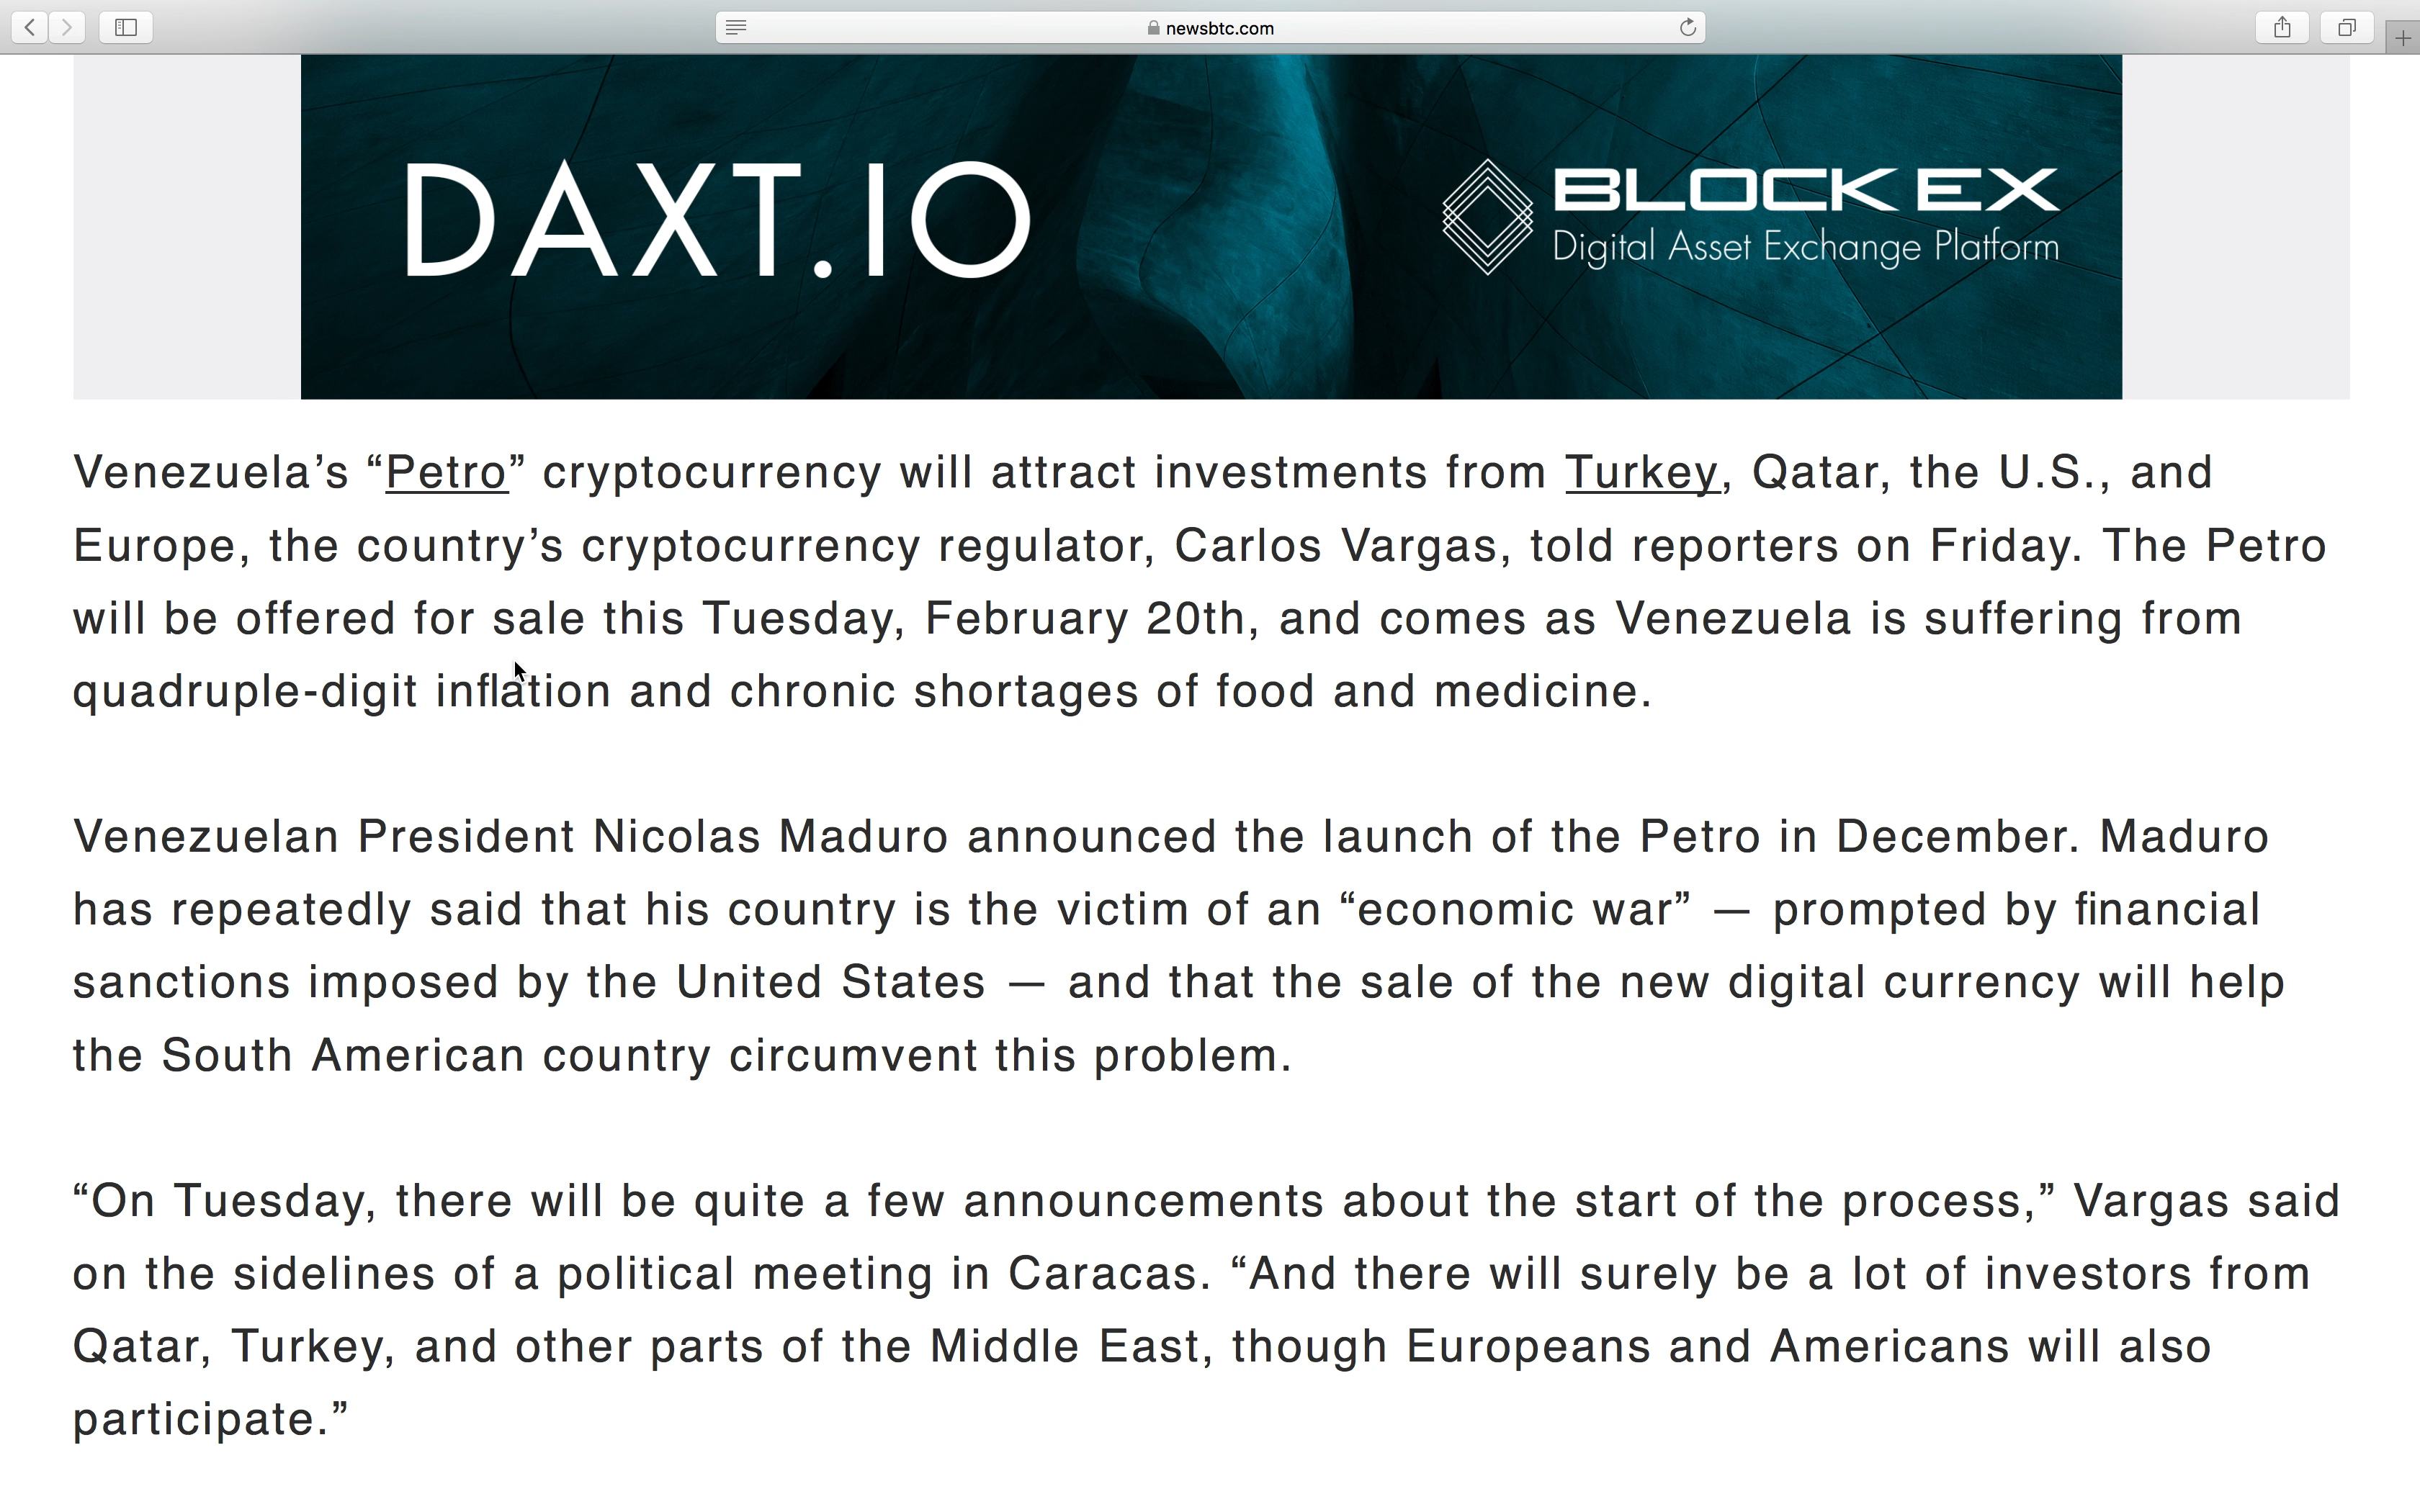 newsbtc.com
DAXT.IO
BLOCKEX
Digital Asset Exchange Platform
Venezuela’s “Petro” cryptocurrency will attract investments from Turkey, Qatar, the U.S., and
Europe, the country’s cryptocurrency regulator, Carlos Vargas, told reporters on Friday. The Petro
will be offered for sale this Tuesday, February 20th, and comes as Venezuela is suffering from
quadruple-digit inflation and chronic shortages of food and medicine.
Venezuelan President Nicolas Maduro announced the launch of the Petro in December. Maduro
has repeatedly said that his country is the victim of an “economic war” — prompted by financial
sanctions imposed by the United States — and that the sale of the new digital currency will help
the South American country circumvent this problem.
“On Tuesday, there will be quite a few announcements about the start of the process,” Vargas said
on the sidelines of a political meeting in Caracas. “And there will surely be a lot of investors from
Qatar, Turkey, and other parts of the Middle East, though Europeans and Americans will also
participate.”